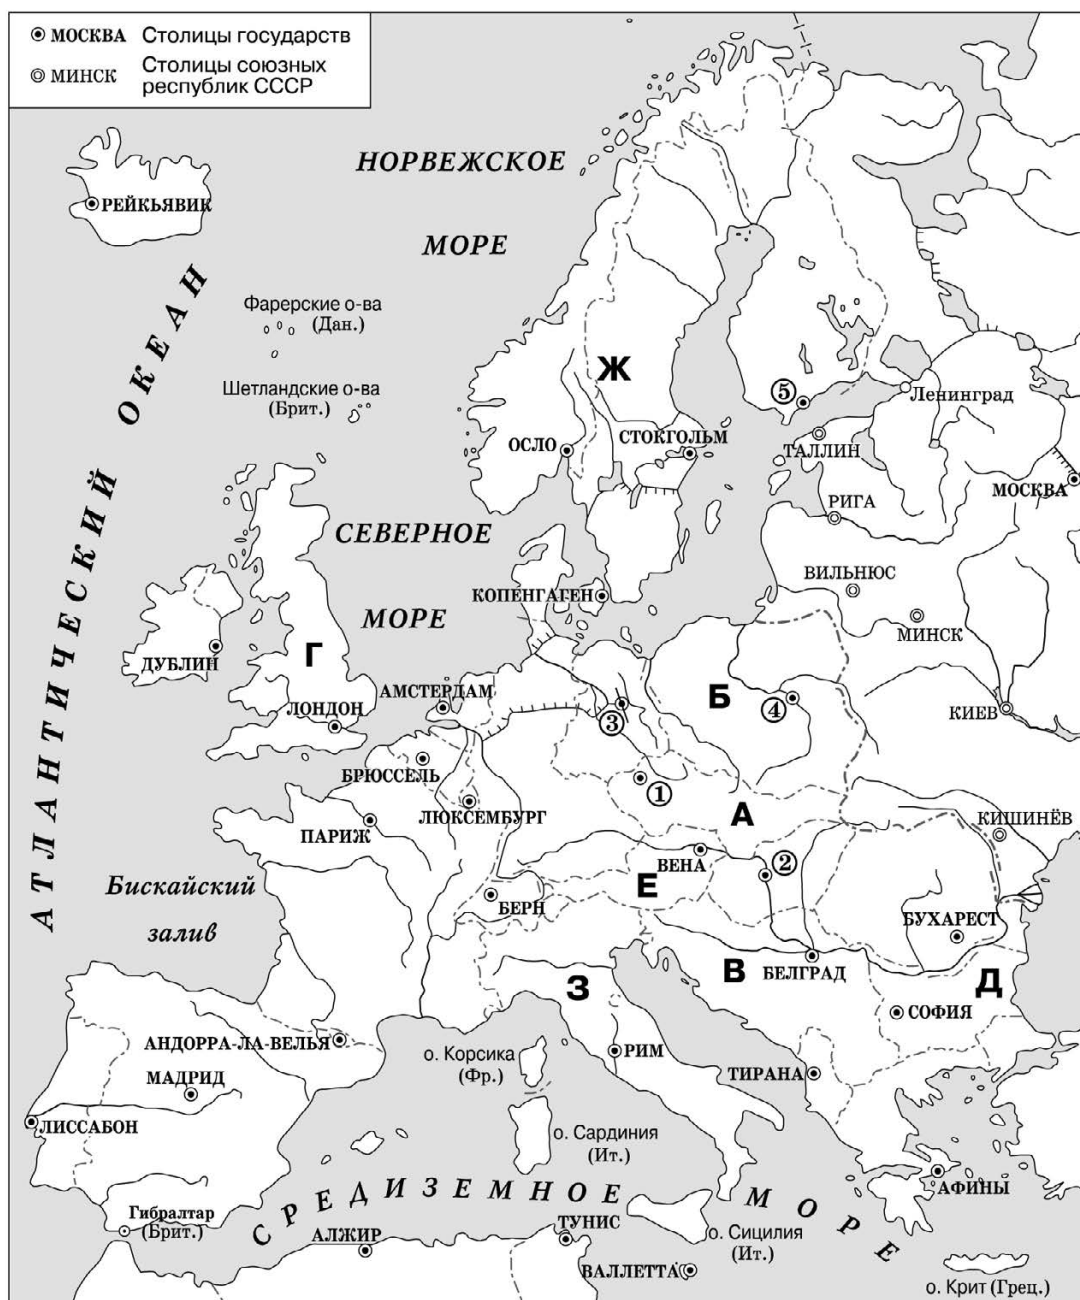 МОСКВА Столицы государств
МИНСК Столицы союзных
республик СССР
НОРВЕЖСКОЕ
РЕЙКЬЯВИК
МОРЕ
АТЛАНТИЧЕСКИЙ ОКЕАН
Фарерские о-ва
(Дан.)
Шетландские о-ва
(Брит.)
Ж
5
Ленинград
ОСЛО
СТОКГОЛЬМ
ТАЛЛИН
МОСКВА
РИГА
СЕВЕРНОЕ
МОРЕ
КОПЕНГАГЕН
ВИЛЬНЮС
МИНСК
ДУБЛИН
Г
ЛОНДОН
АМСТЕРДАМ
Б
3
4
КИЕВ
БРЮССЕЛЬ
ЛЮКСЕМБУРГ
ПАРИЖ
1
А
КИШИНЁВ
ВЕНА
2
Бискайский
залив
БЕРН
Е
БУХАРЕСТ
В
БЕЛГРАД
Д
З
СОФИЯ
АНДОРРА-ЛА-ВЕЛЬЯ
о. Корсика
(Фр.)
РИМ
МАДРИД
ТИРАНА
ЛИССАБОН
о. Сардиния
(Ит.)
СРЕДИЗЕМНОЕ МОРЕ
АФИНЫ
Гибралтар
(Брит.)
АЛЖИР
ТУНИС
о. Сицилия
(Ит.)
ВАЛЛЕТТА
о. Крит (Грец.)